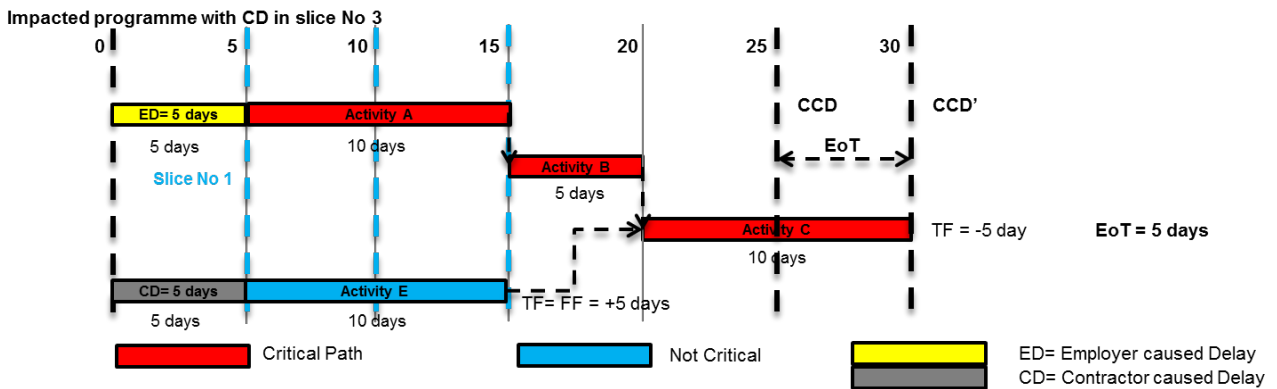 Impacted programme with CD in slice No 3
0 5 10 15 20 25 30
CCD CCD’
ED= 5 days Activity A
EoT
5 days 10 days
Activity B
Slice No 1
5 days
Activity C TF = -5 day EoT = 5 days
10 days
CD= 5 days Activity E
TF= FF = +5 days
5 days 10 days
Critical Path Not Critical ED= Employer caused Delay
CD= Contractor caused Delay